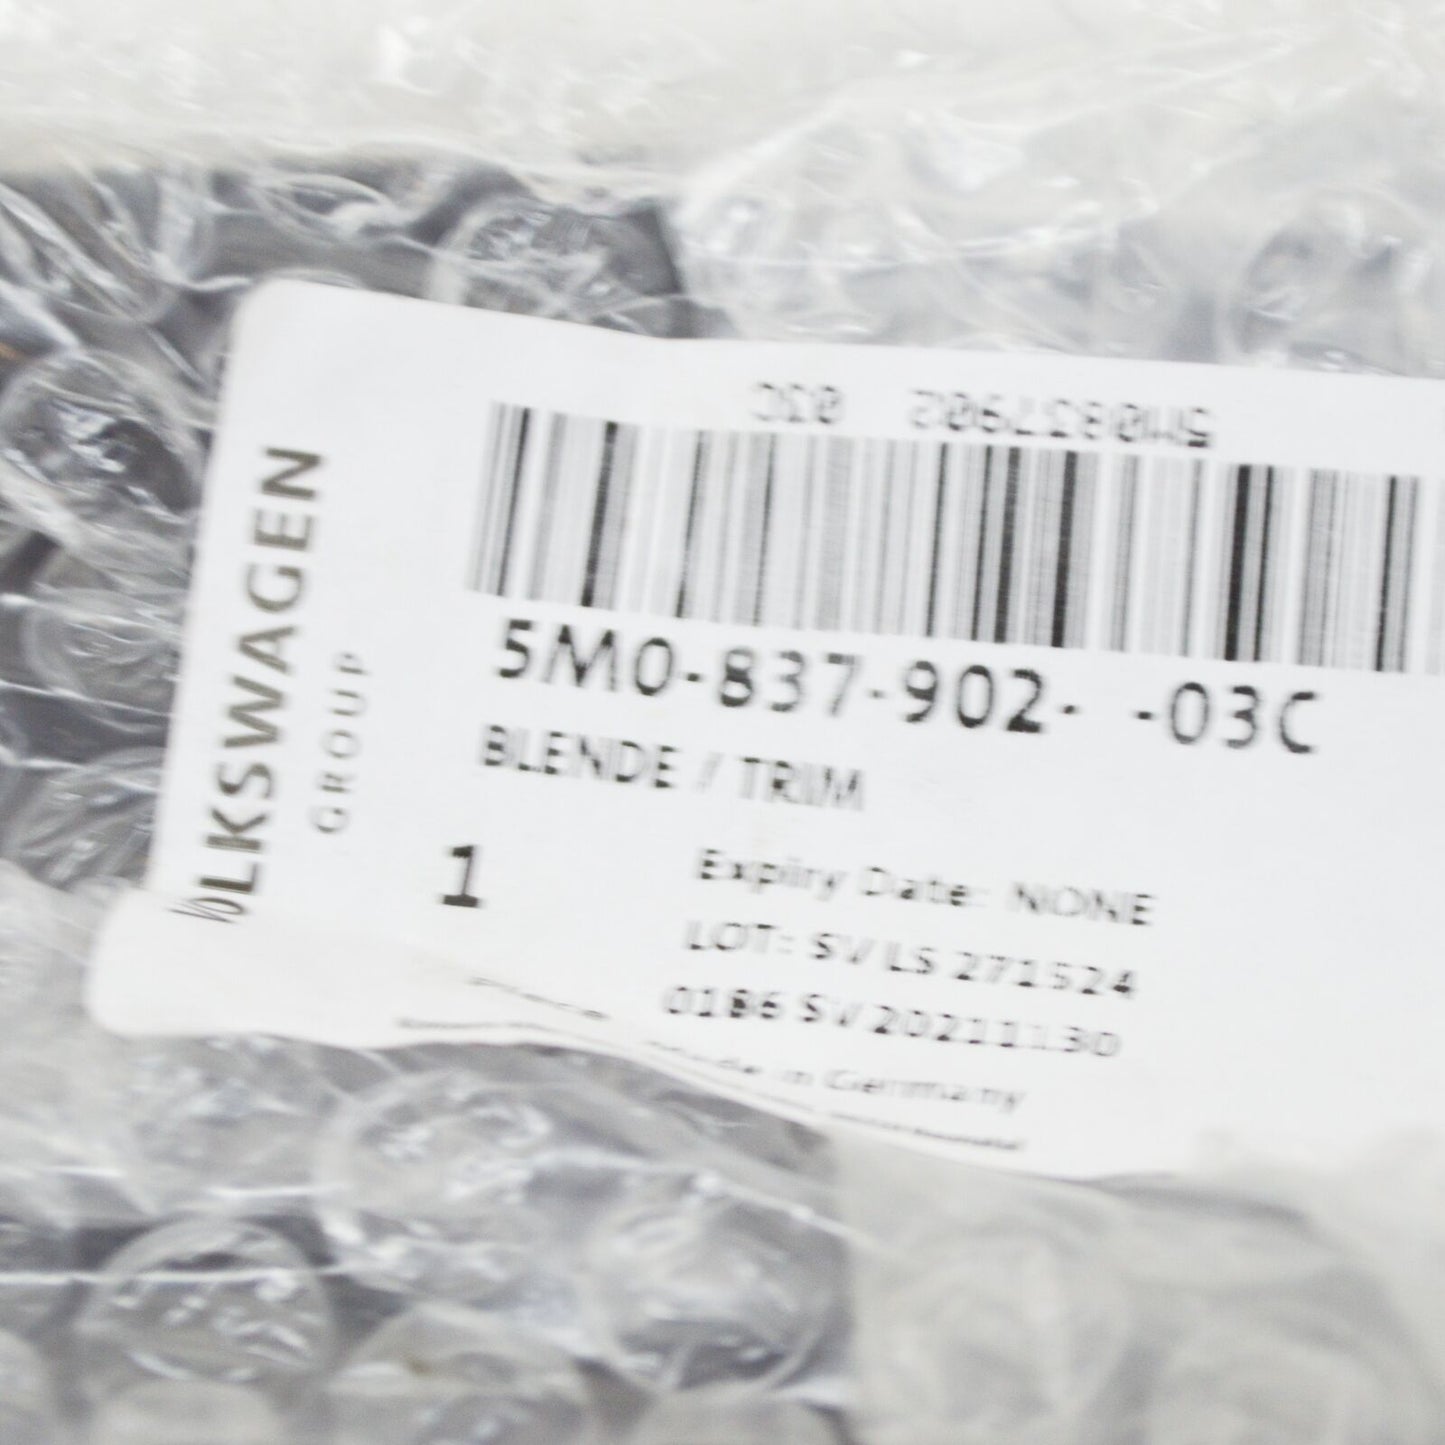 5M0837902 03C
VOLKSWAGEN
GROUP
5M0-837-902- -03C
BLENDE / TRIM
1
Expiry Date: NONE
LOT: SV LS 271524
0186 SV 20211130
Made in Germany